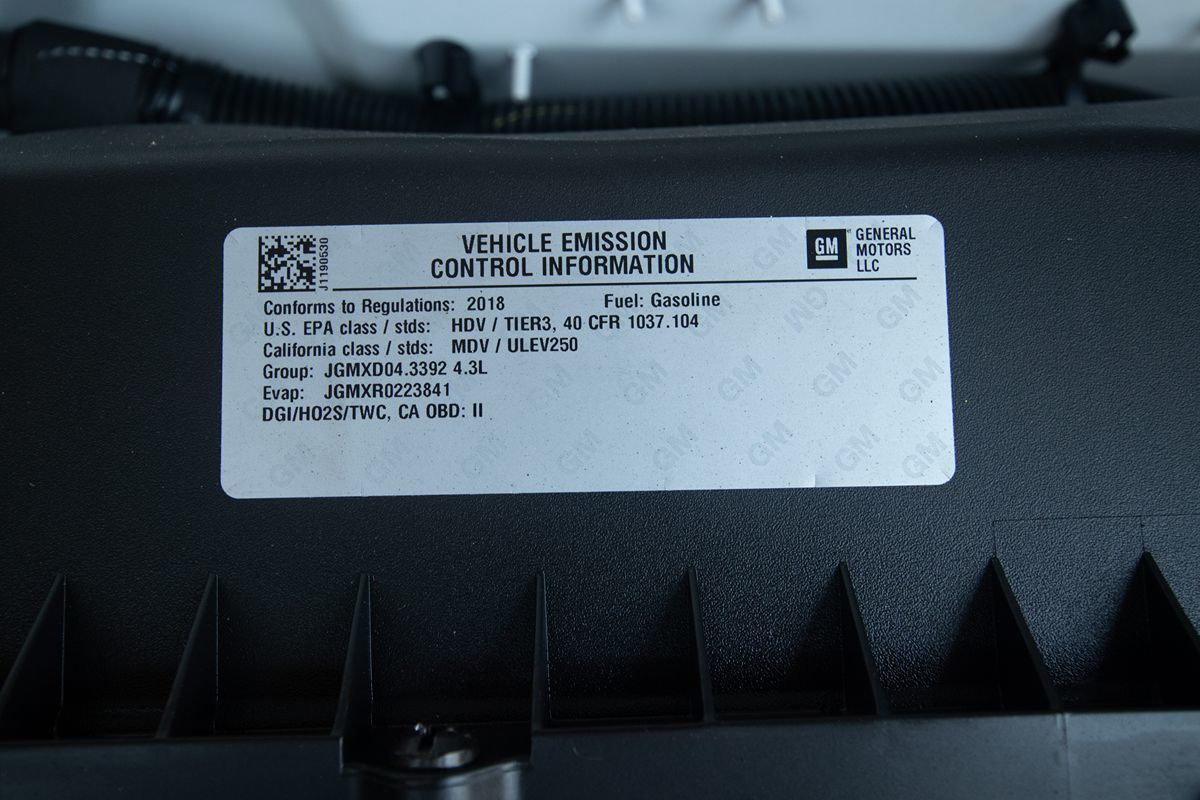 VEHICLE EMISSION
CONTROL INFORMATION
J1190530
GM
GENERAL
MOTORS
LLC
Conforms to Regulations: 2018 Fuel: Gasoline
U.S. EPA class / stds: HDV / TIER3, 40 CFR 1037.104
California class / stds: MDV / ULEV250
Group: JGMXD04.3392 4.3L
Evap: JGMXR0223841
DGI/HO2S/TWC, CA OBD: II